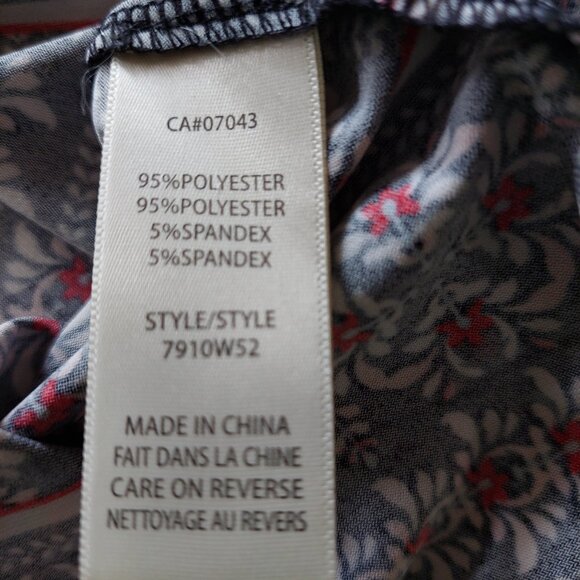 CA#07043
95%POLYESTER
95%POLYESTER
5%SPANDEX
5%SPANDEX
STYLE/STYLE
7910W52
MADE IN CHINA
FAIT DANS LA CHINE
CARE ON REVERSE
NETTOYAGE AU REVERS